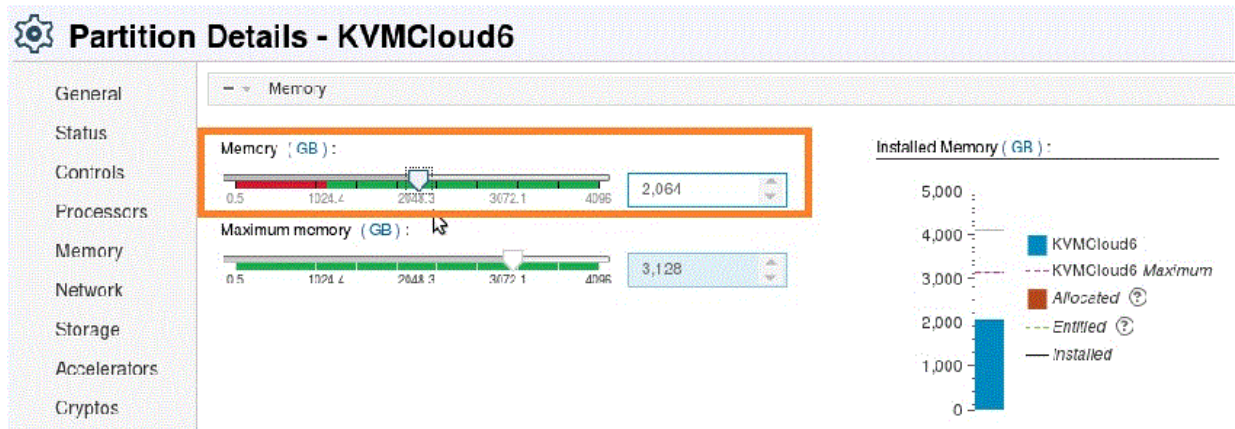 Partition Details - KVMCloud6
General
Status
Controls
Processors
Memory
Network
Storage
Accelerators
Cryptos
Memory
Memory (GB) :
0.5 1024.4 2048.3 3072.1 4096
2,064
Maximum memory (GB) :
0.5 1024.4 2048.3 3072.1 4096
3,128
Installed Memory (GB) :
5,000
4,000
3,000
2,000
1,000
0
KVMCloud6
KVMCloud6 Maximum
Allocated ?
Entitled ?
Installed